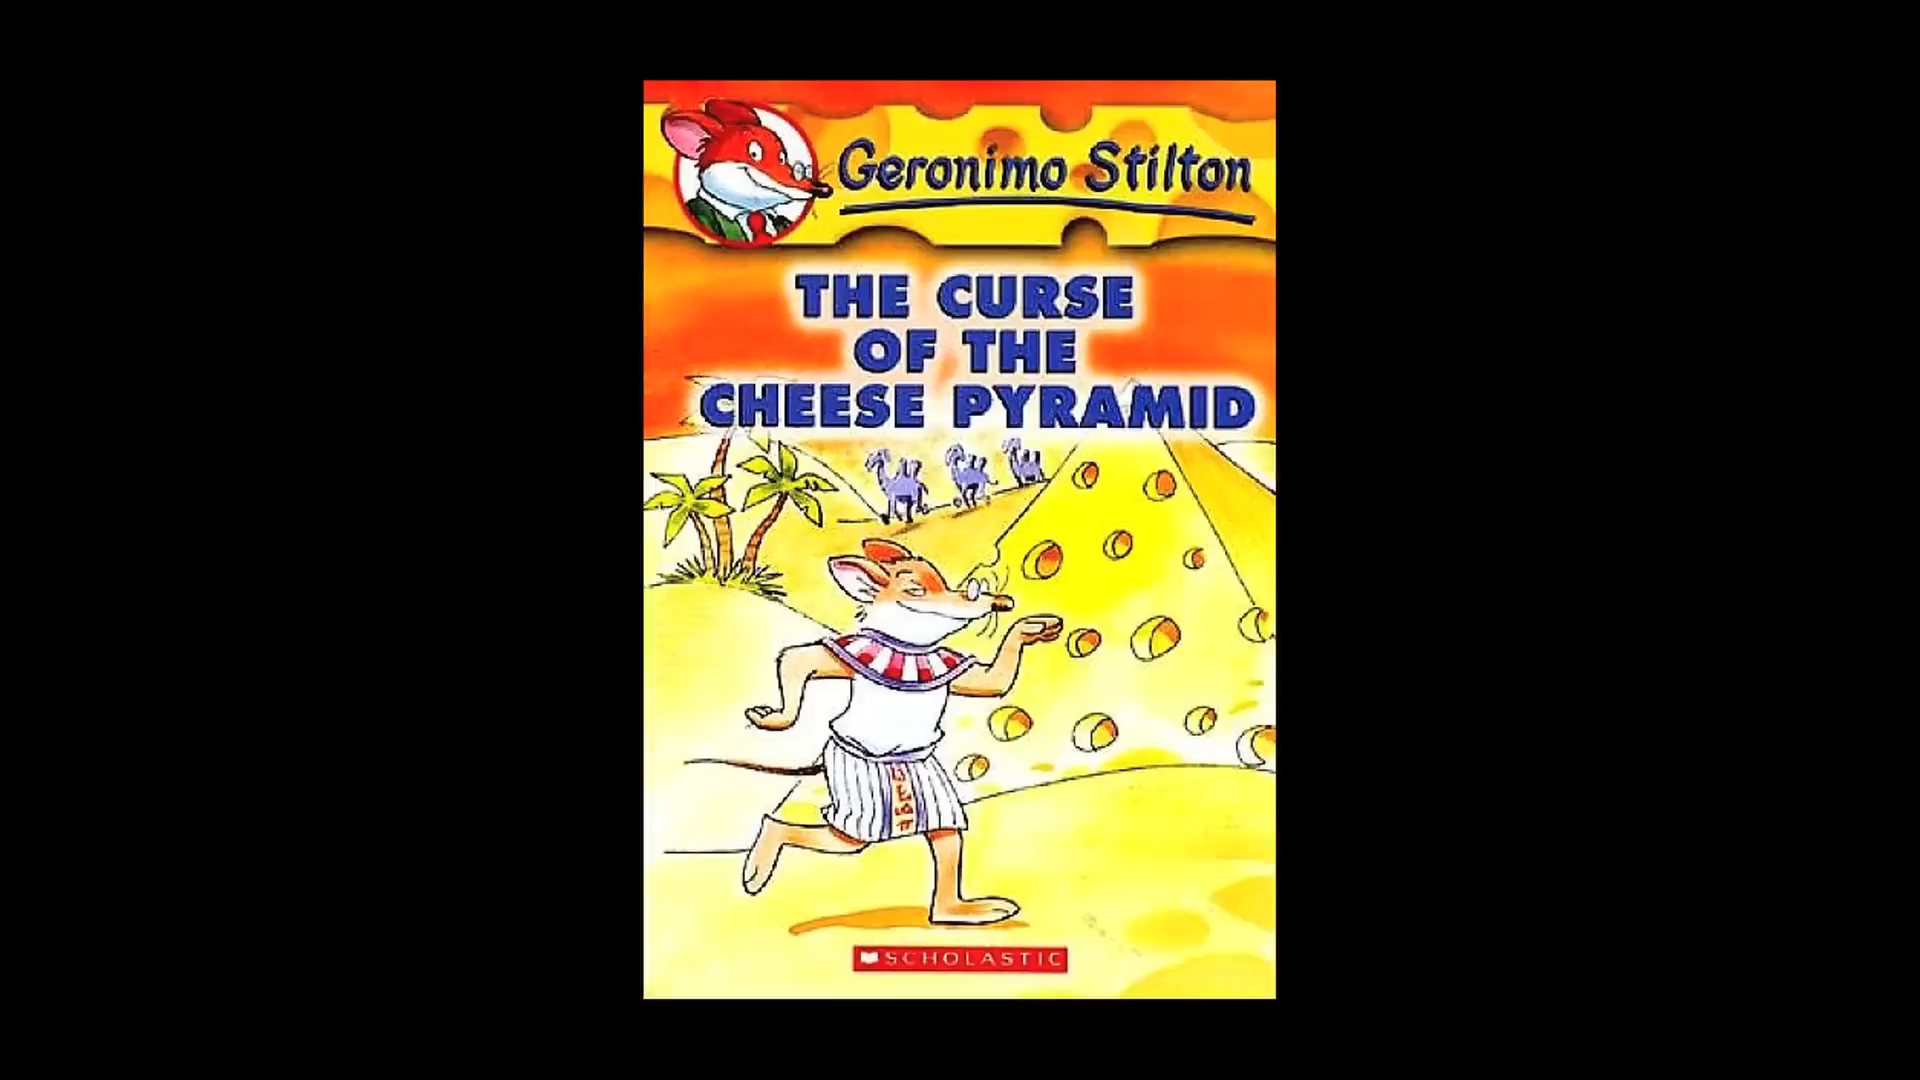 Geronimo Stilton
THE CURSE
OF THE
CHEESE PYRAMID
SCHOLASTIC